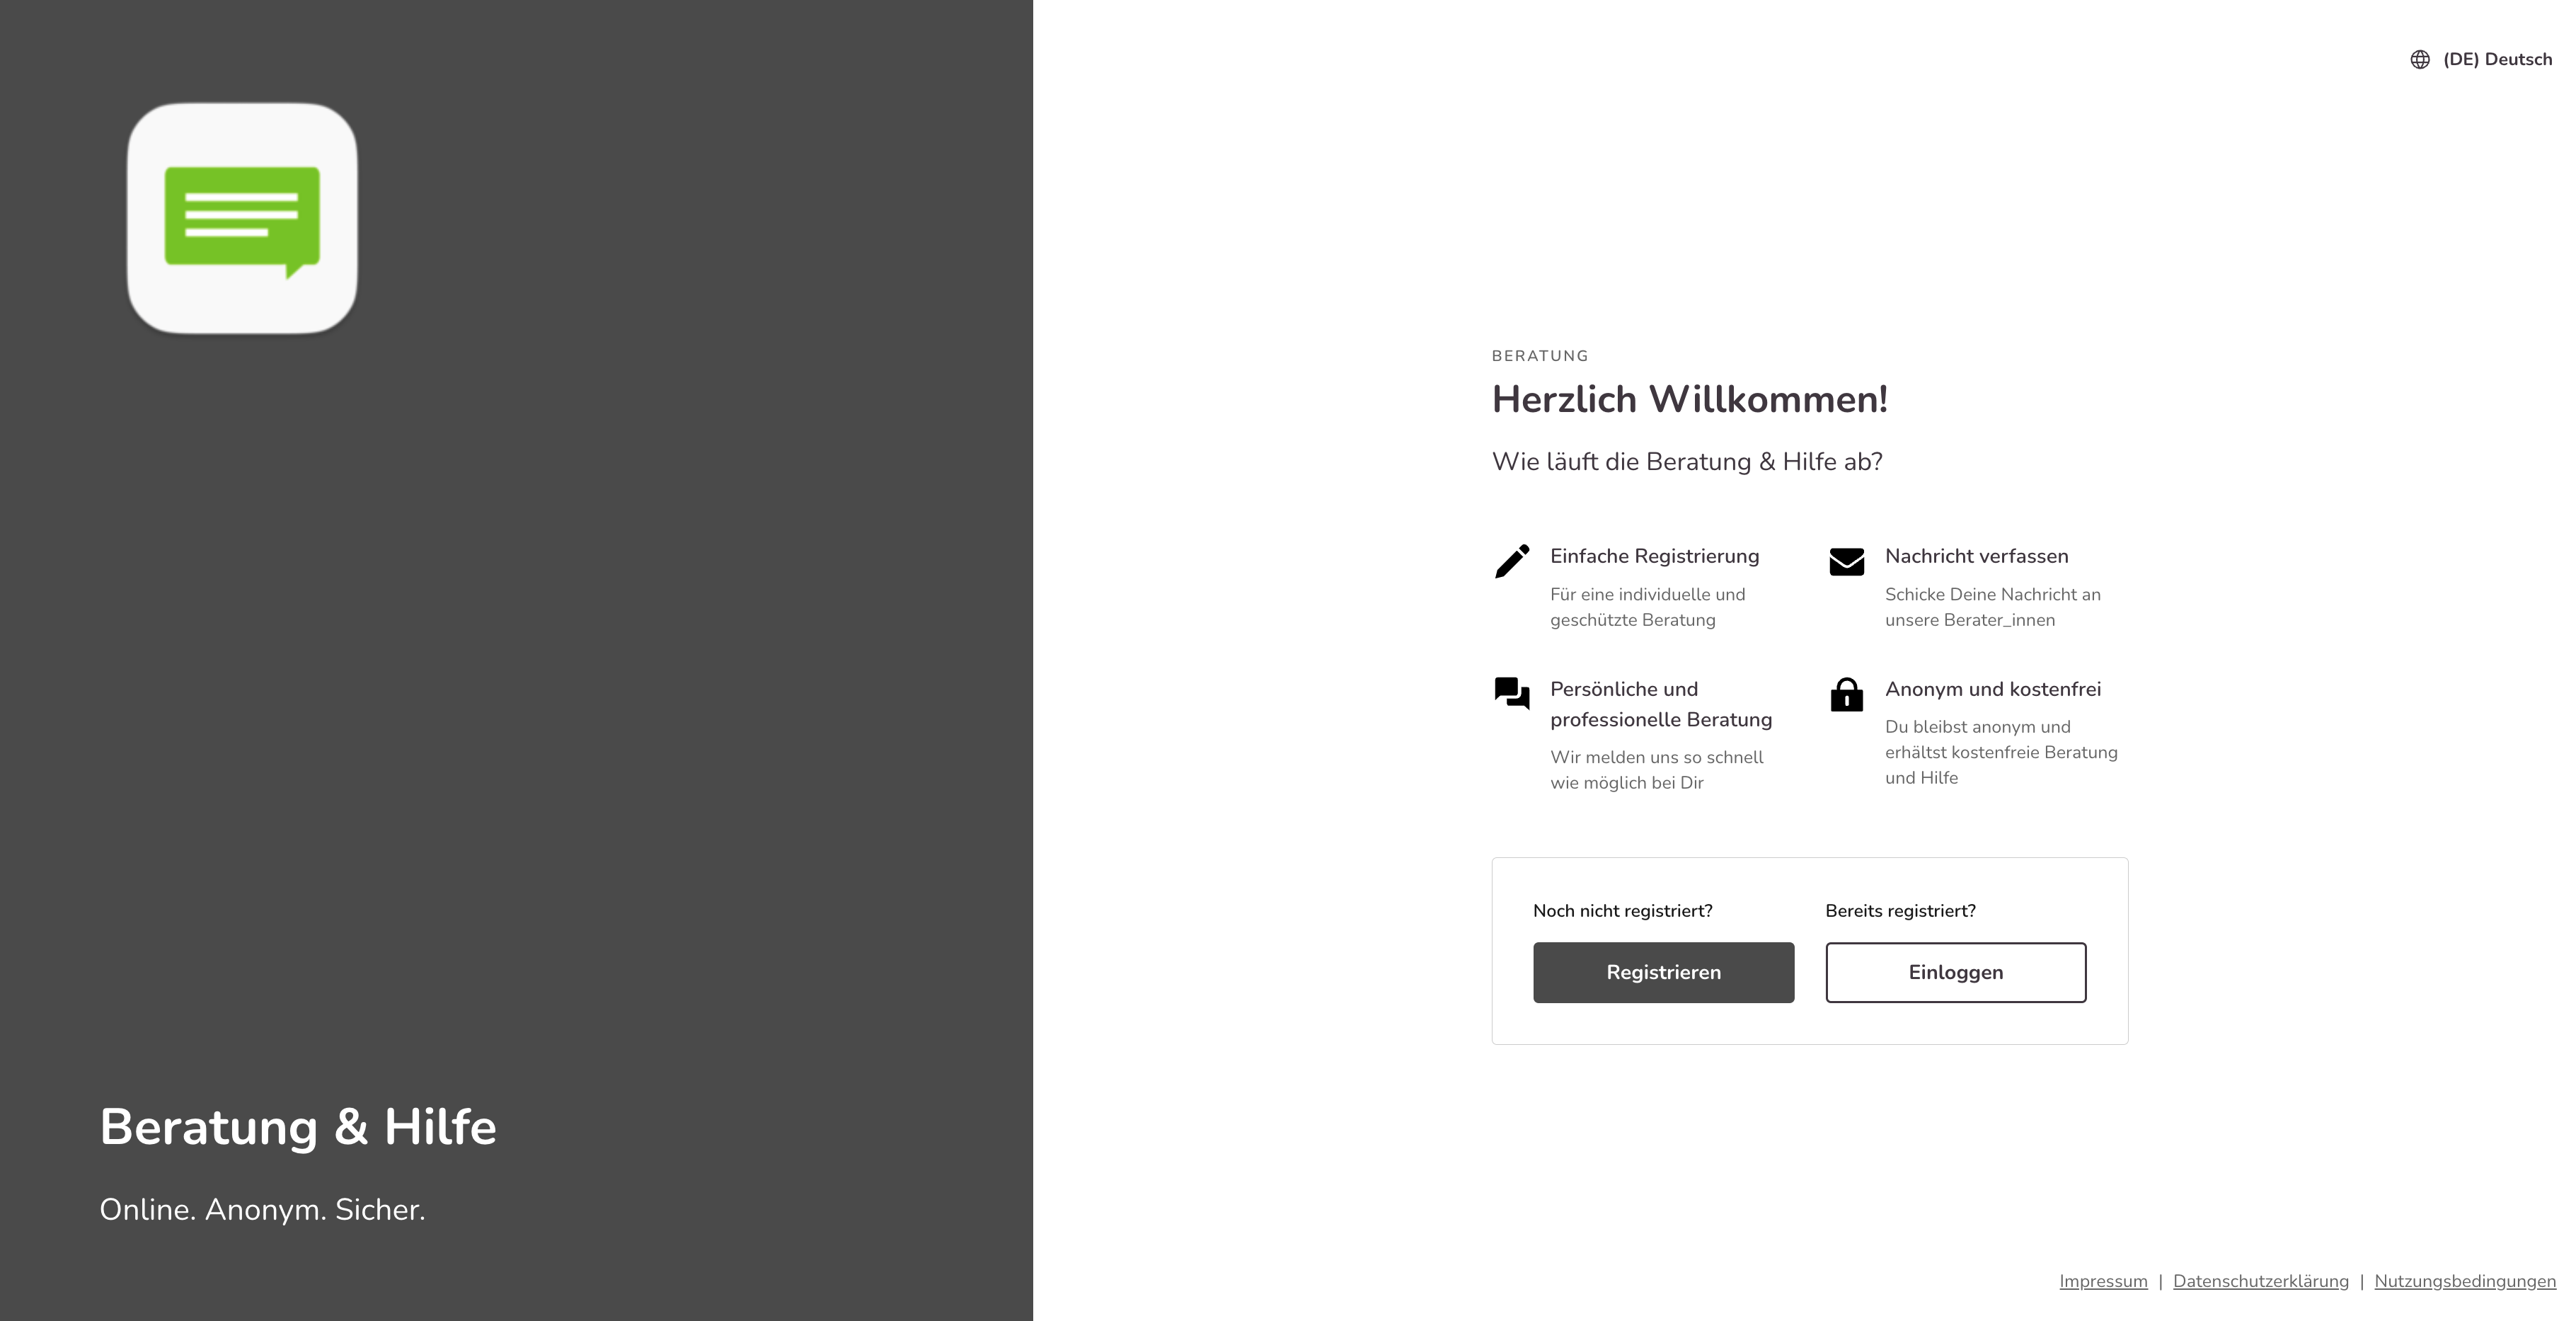 (DE) Deutsch
BERATUNG
Herzlich Willkommen!
Wie läuft die Beratung & Hilfe ab?
Einfache Registrierung
Für eine individuelle und
geschützte Beratung
Nachricht verfassen
Schicke Deine Nachricht an
unsere Berater_innen
Persönliche und
professionelle Beratung
Wir melden uns so schnell
wie möglich bei Dir
Anonym und kostenfrei
Du bleibst anonym und
erhältst kostenfreie Beratung
und Hilfe
Noch nicht registriert?
Registrieren
Bereits registriert?
Einloggen
Beratung & Hilfe
Online. Anonym. Sicher.
Impressum | Datenschutzerklärung | Nutzungsbedingungen